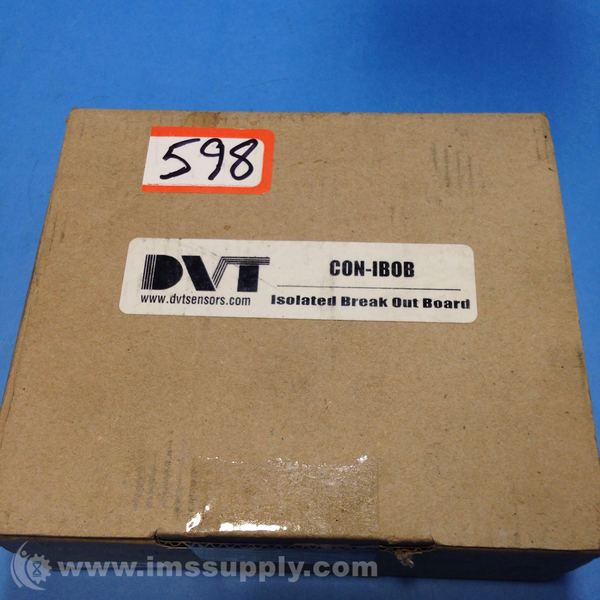 598
DVT
www.dvtsensors.com
CON-IBOB
Isolated Break Out Board
www.imssupply.com